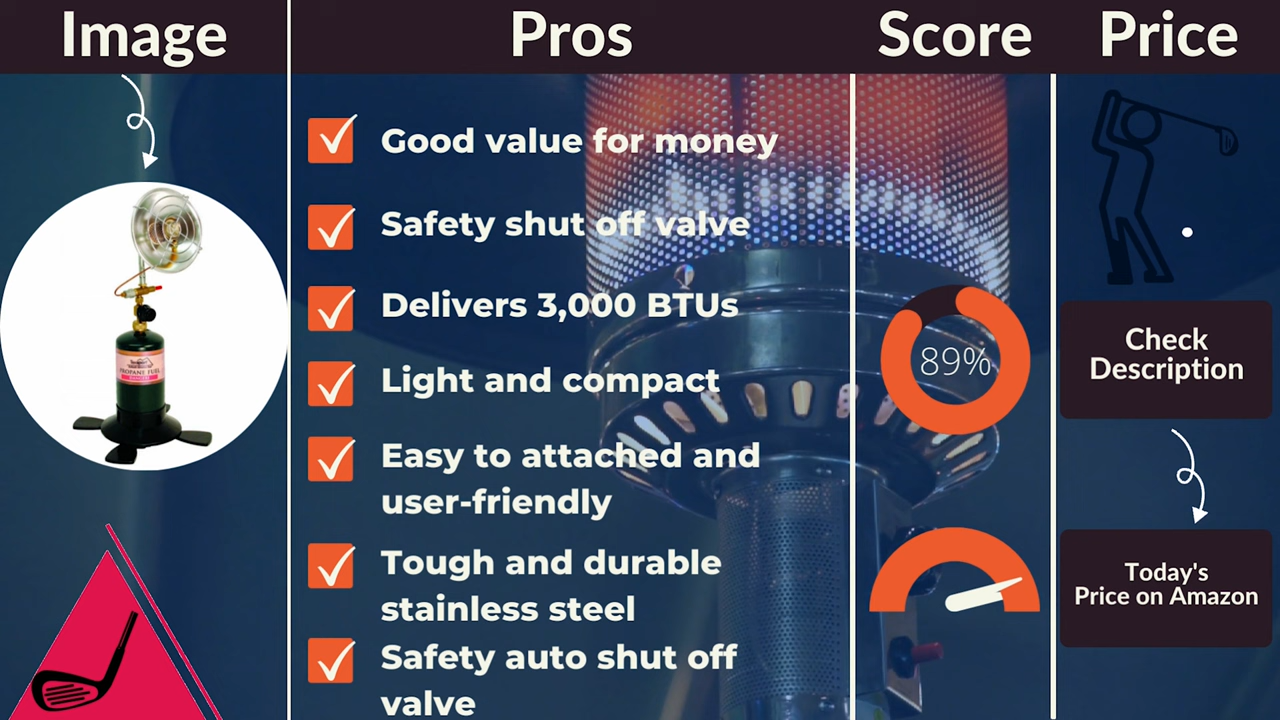 Image
Pros
Score
Price
Good value for money
Safety shut off valve
Delivers 3,000 BTUs
Light and compact
Easy to attached and
user-friendly
Tough and durable
stainless steel
Safety auto shut off
valve
PROPANE FUEL
89%
Check
Description
Today's
Price on Amazon